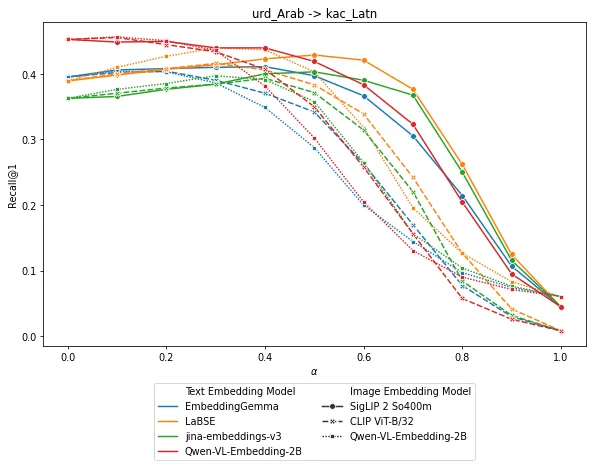 urd_Arab -> kac_Latn
Recall@1
0.4
0.3
0.2
0.1
0.0
0.0 0.2 0.4 0.6 0.8 1.0
α
Text Embedding Model Image Embedding Model
EmbeddingGemma SigLIP 2 So400m
LaBSE CLIP ViT-B/32
jina-embeddings-v3 Qwen-VL-Embedding-2B
Qwen-VL-Embedding-2B